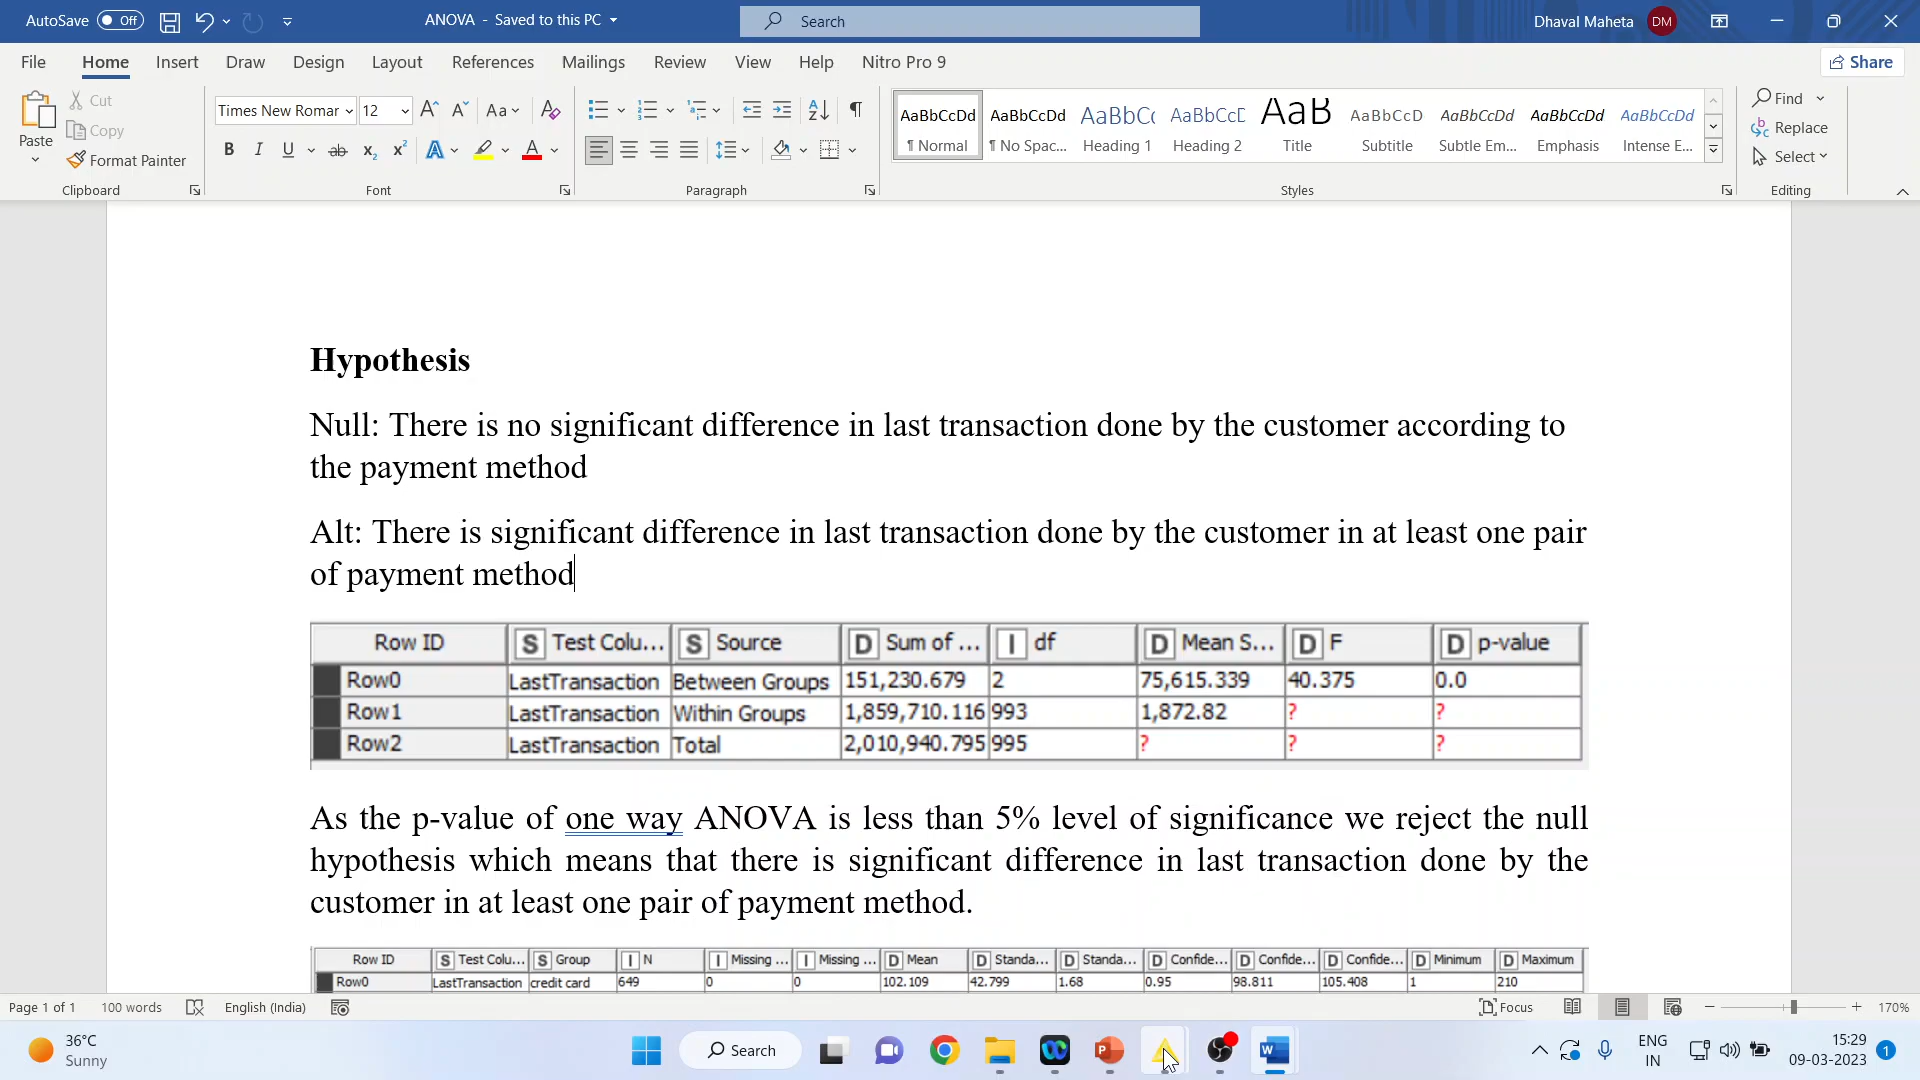 AutoSave Off ANOVA - Saved to this PC Search Dhaval Maheta DM
File Home Insert Draw Design Layout References Mailings Review View Help Nitro Pro 9 Share
Paste Cut Copy Format Painter
Times New Romar 12 Aa
AaBbCcDd AaBbCcDd AaBbCc AaBbCcD AaB AaBbCcD AaBbCcDd AaBbCcDd AaBbCcDd
¶ Normal ¶ No Spac... Heading 1 Heading 2 Title Subtitle Subtle Em... Emphasis Intense E...
Find Replace Select
Clipboard Font Paragraph Styles Editing
Hypothesis
Null: There is no significant difference in last transaction done by the customer according to
the payment method
Alt: There is significant difference in last transaction done by the customer in at least one pair
of payment method
Row ID S Test Colu... S Source D Sum of ... I df D Mean S... D F D p-value
Row0 LastTransaction Between Groups 151,230.679 2 75,615.339 40.375 0.0
Row1 LastTransaction Within Groups 1,859,710.116 993 1,872.82 ? ?
Row2 LastTransaction Total 2,010,940.795 995 ? ? ?
As the p-value of one way ANOVA is less than 5% level of significance we reject the null
hypothesis which means that there is significant difference in last transaction done by the
customer in at least one pair of payment method.
Row ID S Test Colu... S Group I N I Missing ... I Missing ... D Mean D Standa... D Standa... D Confide... D Confide... D Confide... D Minimum D Maximum
Row0 LastTransaction credit card 649 0 0 102.109 42.799 1.68 0.95 98.811 105.408 1 210
Page 1 of 1 100 words English (India) Focus 170%
36°C
Sunny
Search
ENG
IN
15:29
09-03-2023 1